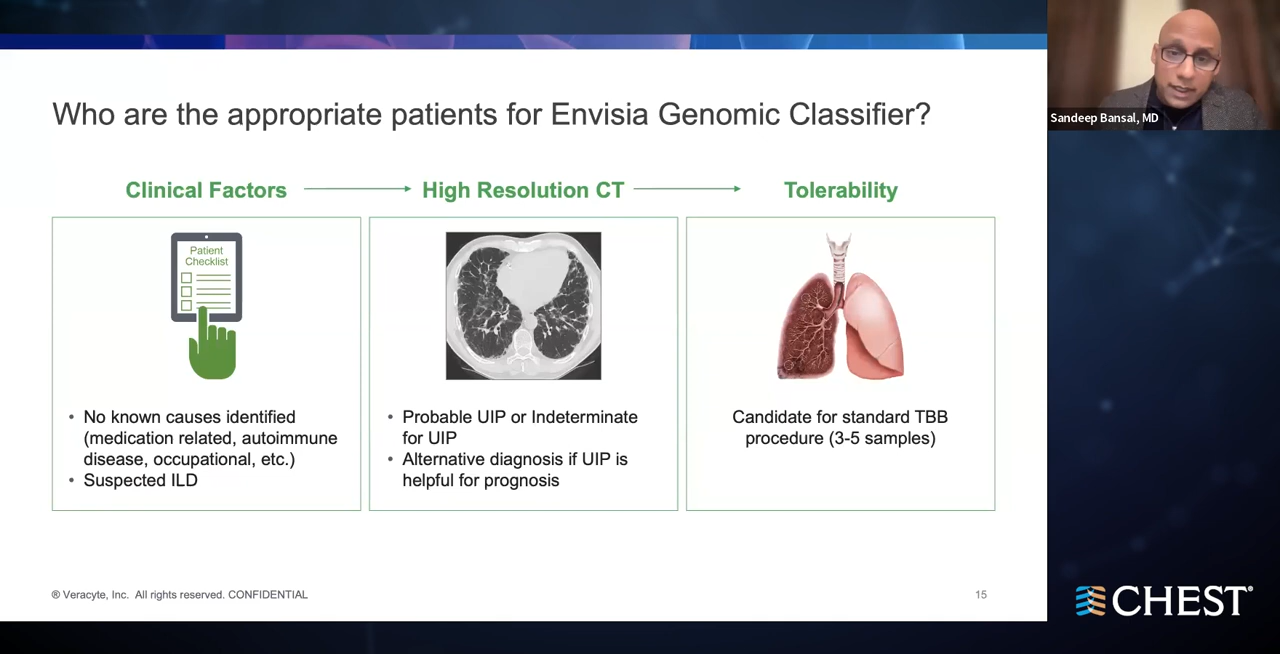 Who are the appropriate patients for Envisia Genomic Classifier?
Clinical Factors
High Resolution CT
Tolerability
Patient
Checklist
• No known causes identified
(medication related, autoimmune
disease, occupational, etc.)
• Suspected ILD
• Probable UIP or Indeterminate
for UIP
• Alternative diagnosis if UIP is
helpful for prognosis
Candidate for standard TBB
procedure (3-5 samples)
® Veracyte, Inc. All rights reserved. CONFIDENTIAL
15
Sandeep Bansal, MD
CHEST®